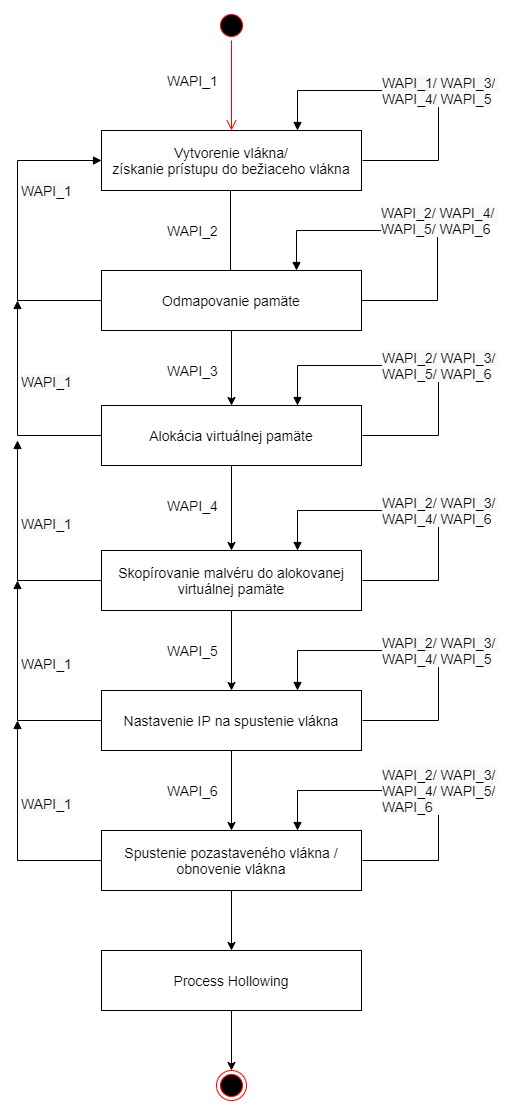 WAPI_1
WAPI_1/ WAPI_3/
WAPI_4/ WAPI_5
Vytvorenie vlákna/
získanie prístupu do bežiaceho vlákna
WAPI_1
WAPI_2
WAPI_2/ WAPI_4/
WAPI_5/ WAPI_6
Odmapovanie pamäte
WAPI_1
WAPI_3
WAPI_2/ WAPI_3/
WAPI_5/ WAPI_6
Alokácia virtuálnej pamäte
WAPI_1
WAPI_4
WAPI_2/ WAPI_3/
WAPI_4/ WAPI_6
Skopírovanie malvéru do alokovanej
virtuálnej pamäte
WAPI_1
WAPI_5
WAPI_2/ WAPI_3/
WAPI_4/ WAPI_5
Nastavenie IP na spustenie vlákna
WAPI_1
WAPI_6
WAPI_2/ WAPI_3/
WAPI_4/ WAPI_5/
WAPI_6
Spustenie pozastaveného vlákna /
obnovenie vlákna
Process Hollowing